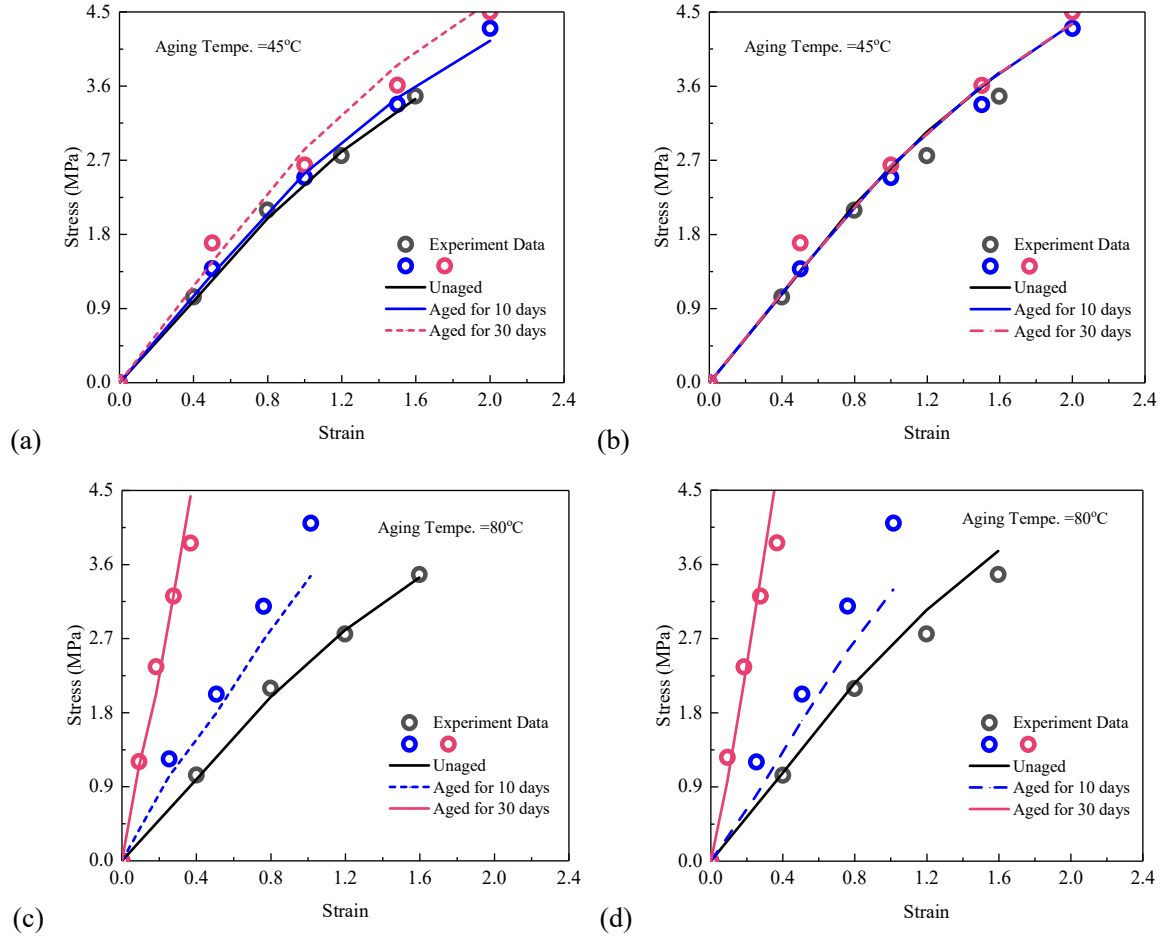 4.5
3.6
2.7
1.8
0.9
0.0
Stress (MPa)
Aging Tempe. =45°C
Experiment Data
Unaged
Aged for 10 days
Aged for 30 days
0.0 0.4 0.8 1.2 1.6 2.0 2.4
Strain
(a)
4.5
3.6
2.7
1.8
0.9
0.0
Stress (MPa)
Aging Tempe. =45°C
Experiment Data
Unaged
Aged for 10 days
Aged for 30 days
0.0 0.4 0.8 1.2 1.6 2.0 2.4
Strain
(b)
4.5
3.6
2.7
1.8
0.9
0.0
Stress (MPa)
Aging Tempe. =80°C
Experiment Data
Unaged
Aged for 10 days
Aged for 30 days
0.0 0.4 0.8 1.2 1.6 2.0 2.4
Strain
(c)
4.5
3.6
2.7
1.8
0.9
0.0
Stress (MPa)
Aging Tempe. =80°C
Experiment Data
Unaged
Aged for 10 days
Aged for 30 days
0.0 0.4 0.8 1.2 1.6 2.0 2.4
Strain
(d)